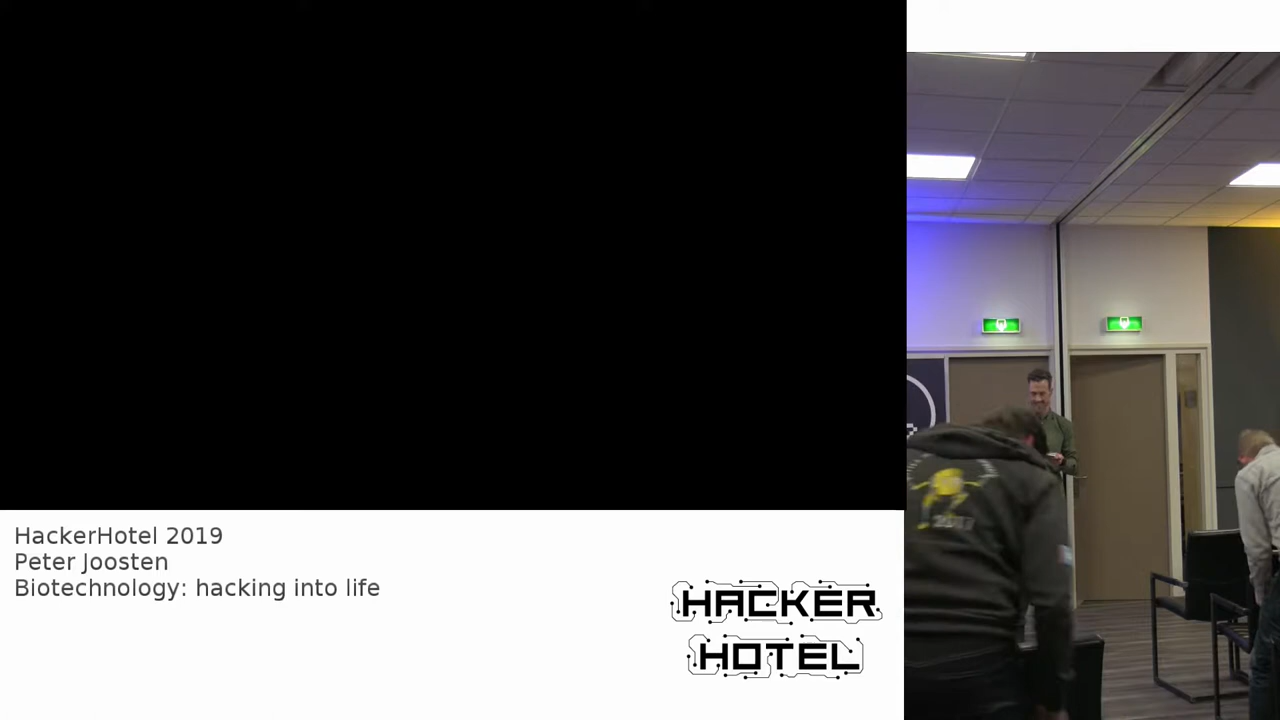 HackerHotel 2019
Peter Joosten
Biotechnology: hacking into life
HACKER
HOTEL